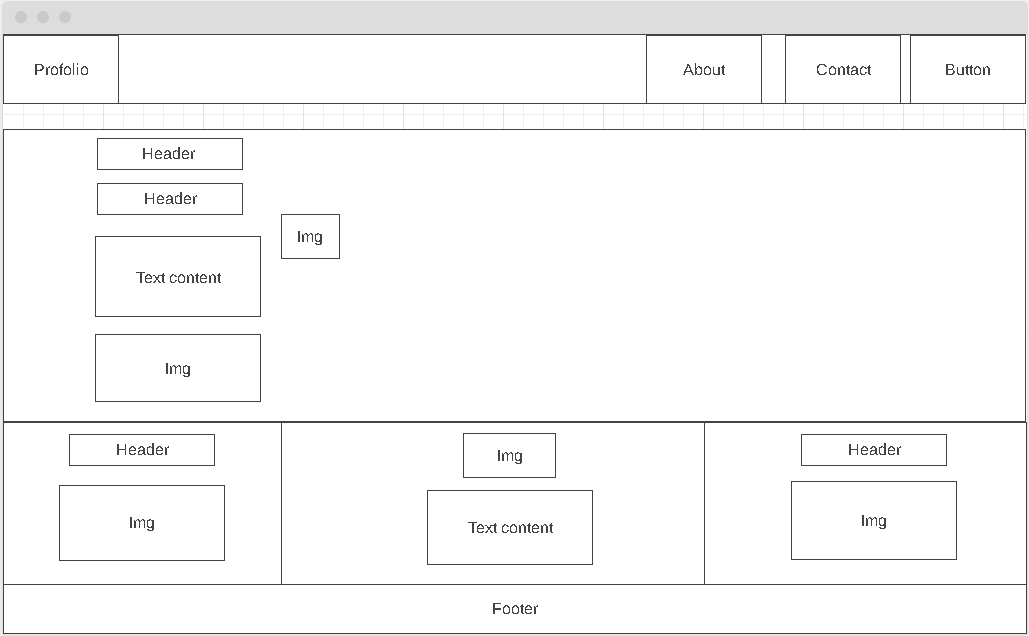 Profolio
About
Contact
Button
Header
Header
Img
Text content
Img
Header
Img
Img
Text content
Header
Img
Footer